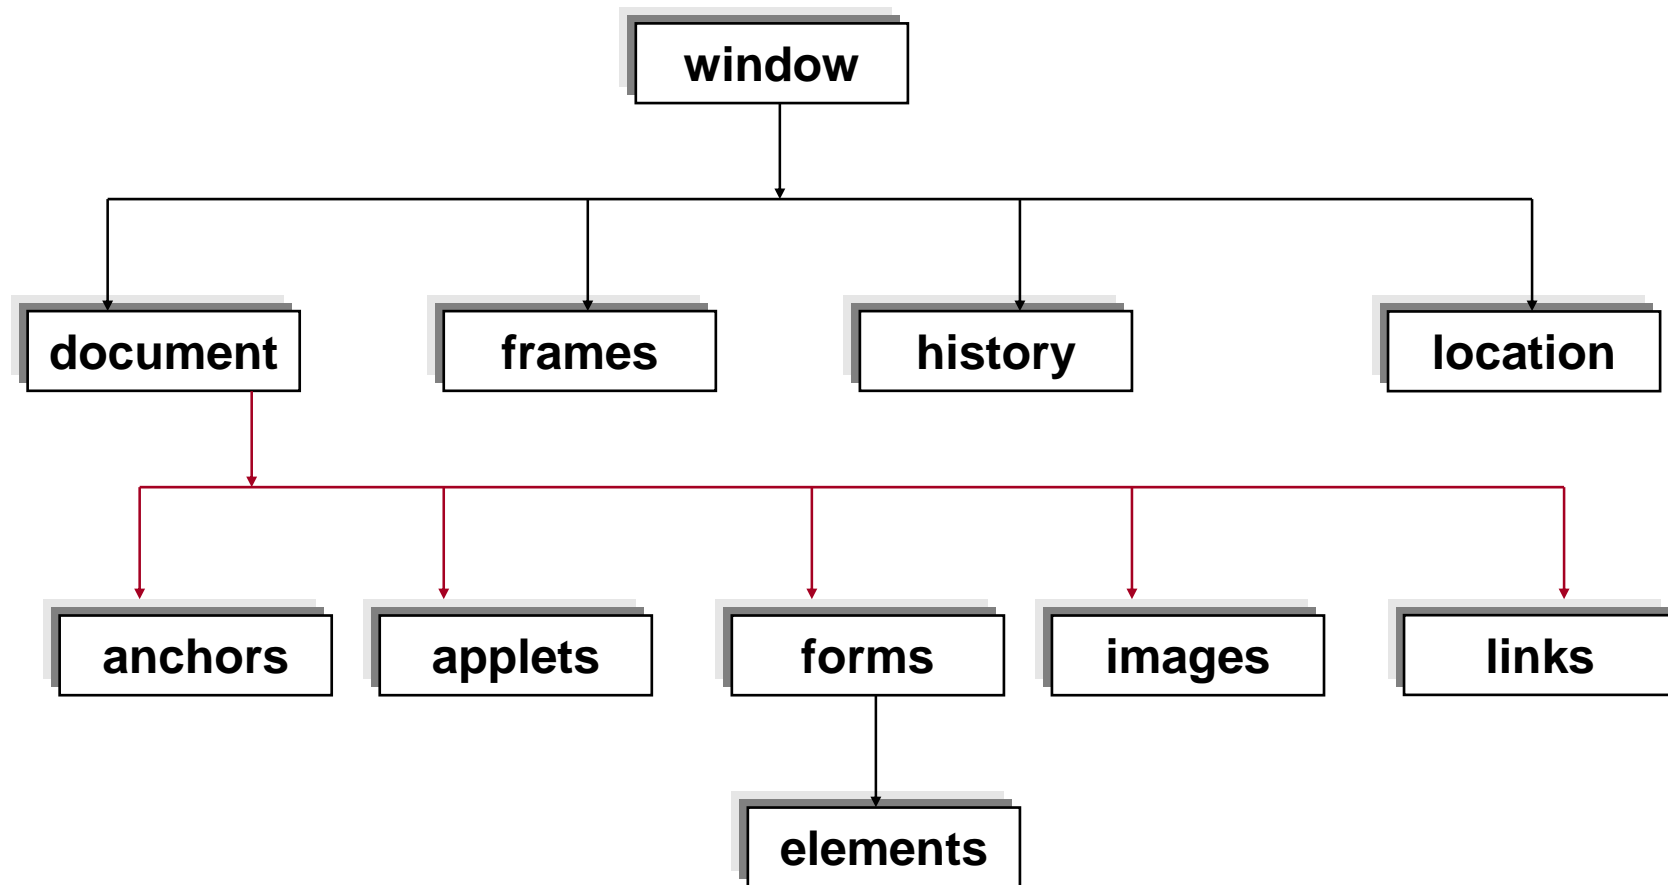 window
document
frames
history
location
anchors
applets
forms
images
links
elements